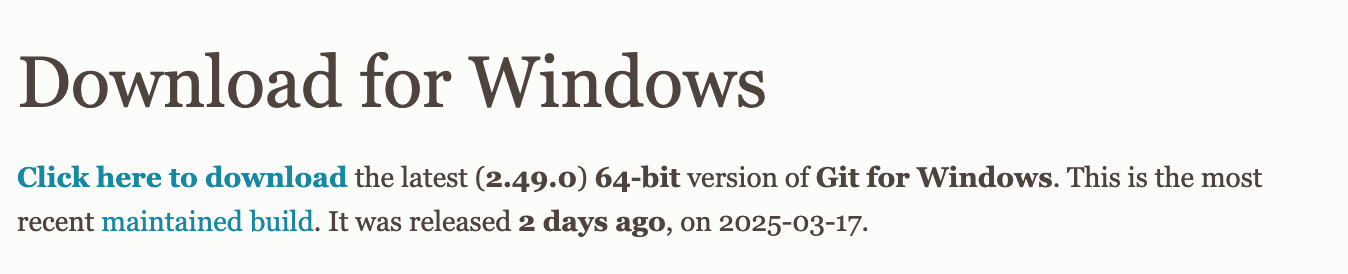 Download for Windows
Click here to download the latest (2.49.0) 64-bit version of Git for Windows. This is the most
recent maintained build. It was released 2 days ago, on 2025-03-17.